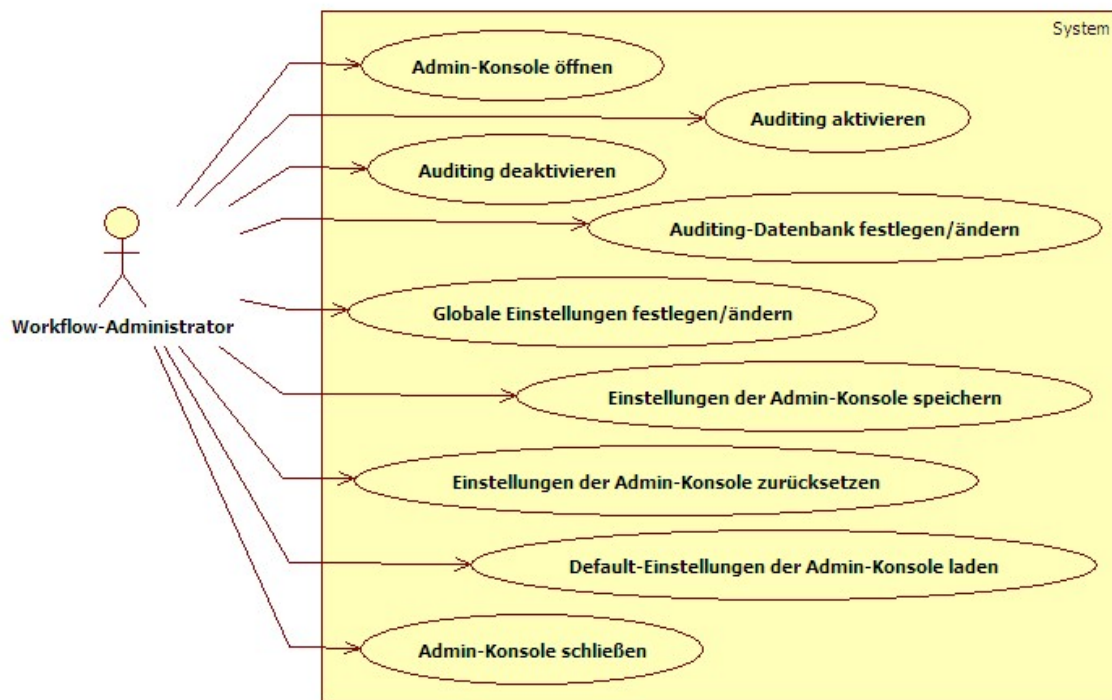 System
Admin-Konsole öffnen
Auditing aktivieren
Auditing deaktivieren
Auditing-Datenbank festlegen/ändern
Workflow-Administrator
Globale Einstellungen festlegen/ändern
Einstellungen der Admin-Konsole speichern
Einstellungen der Admin-Konsole zurücksetzen
Default-Einstellungen der Admin-Konsole laden
Admin-Konsole schließen